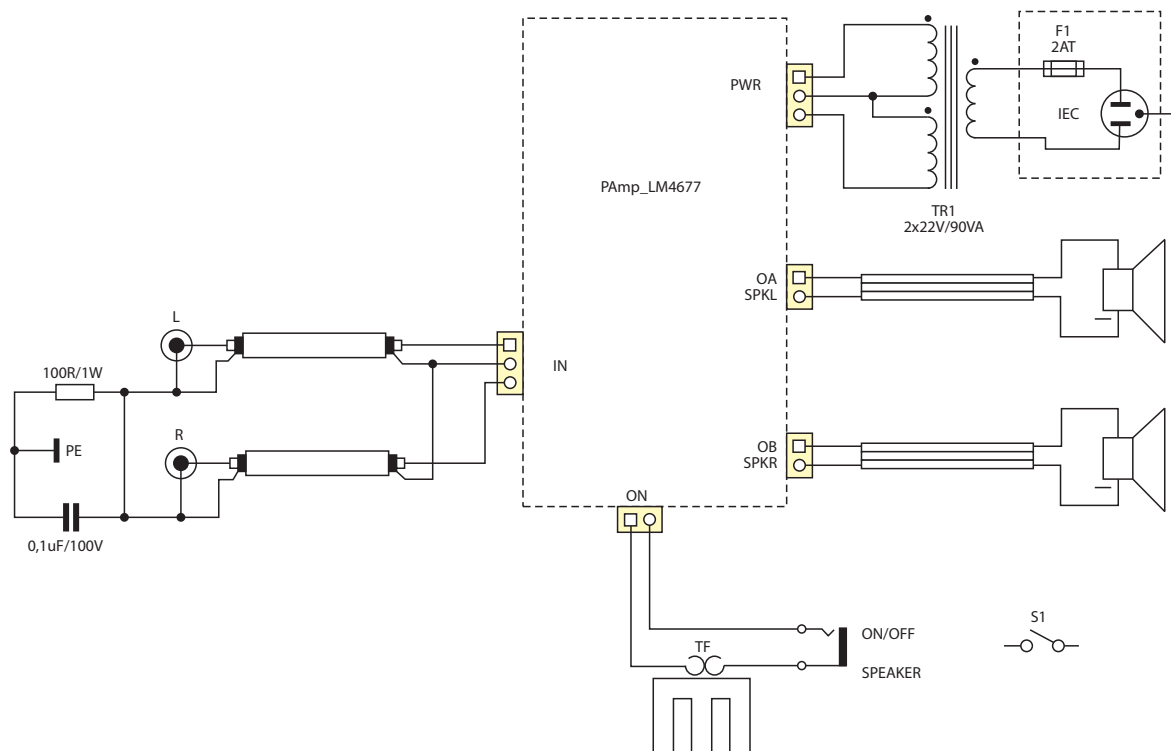 F1
2AT
PWR
IEC
PAmp_LM4677
TR1
2x22V/90VA
OA
SPKL
L
IN
100R/1W
PE
R
OB
SPKR
ON
0,1uF/100V
S1
ON/OFF
TF
SPEAKER